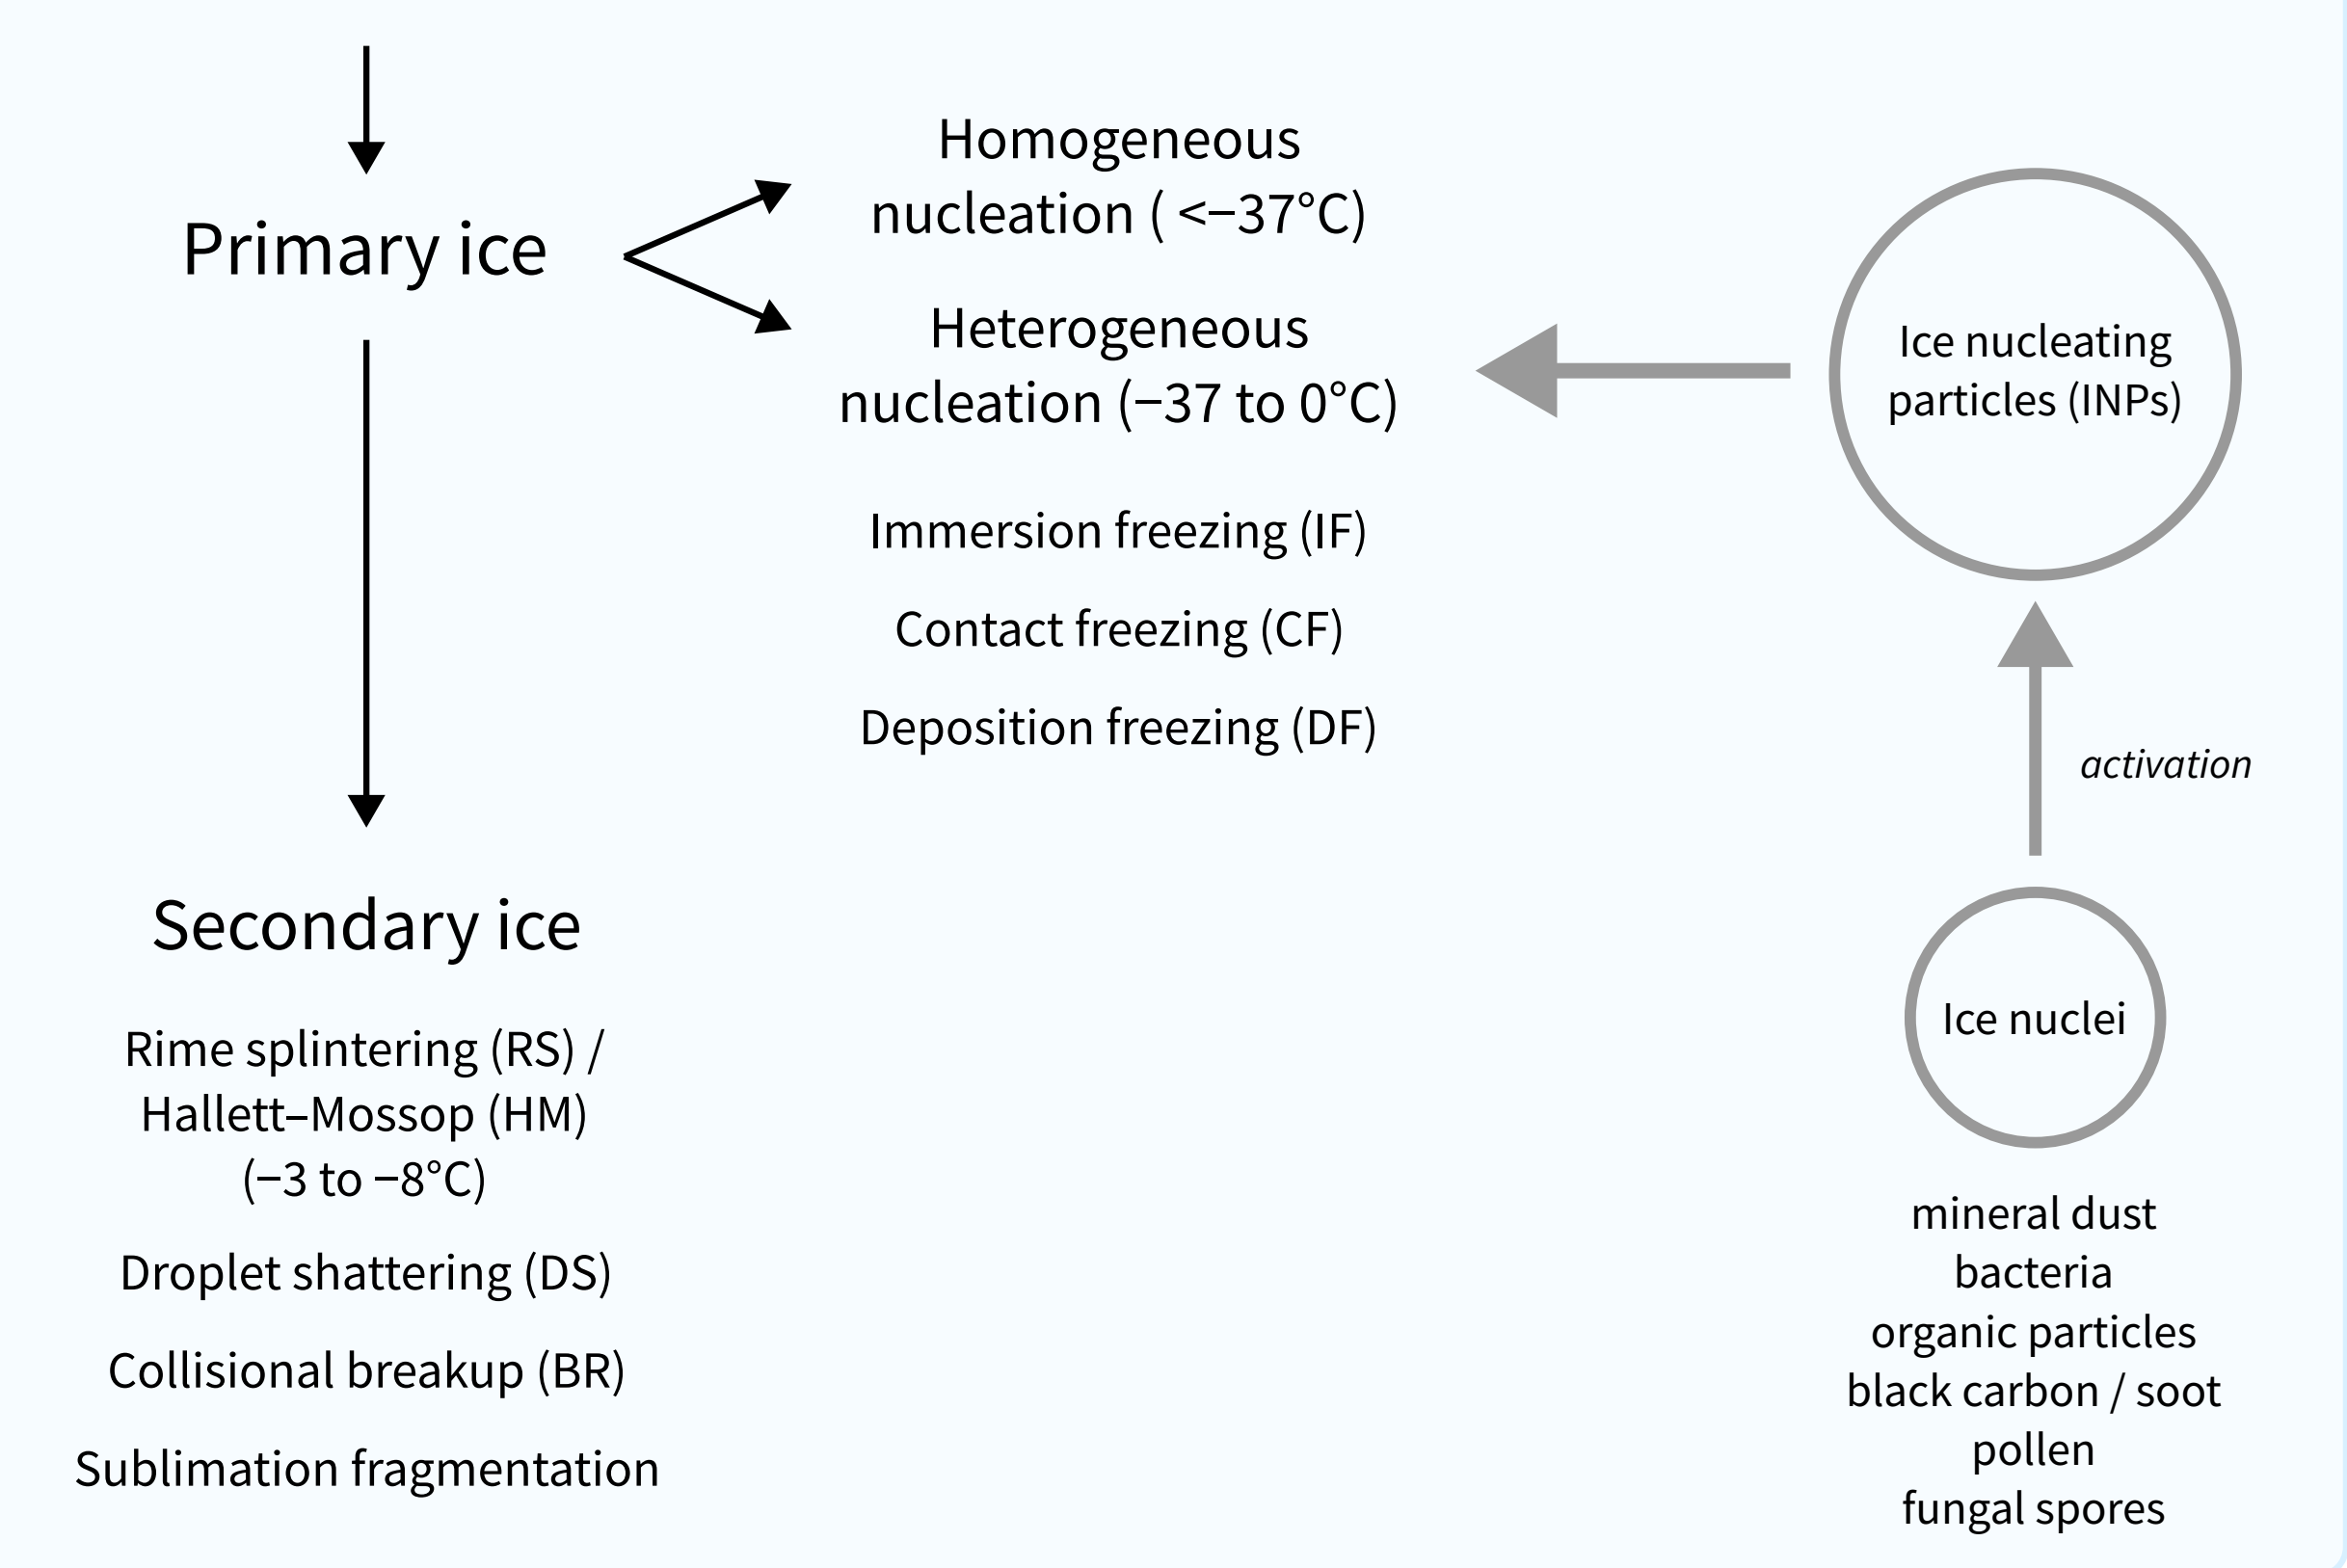 Primary ice
Homogeneous
nucleation ( <−37°C)
Heterogeneous
nucleation (−37 to 0°C)
Immersion freezing (IF)
Contact freezing (CF)
Deposition freezing (DF)
Ice nucleating
particles (INPs)
activation
Ice nuclei
mineral dust
bacteria
organic particles
black carbon / soot
pollen
fungal spores
Secondary ice
Rime splintering (RS) /
Hallett–Mossop (HM)
(−3 to −8°C)
Droplet shattering (DS)
Collisional breakup (BR)
Sublimation fragmentation